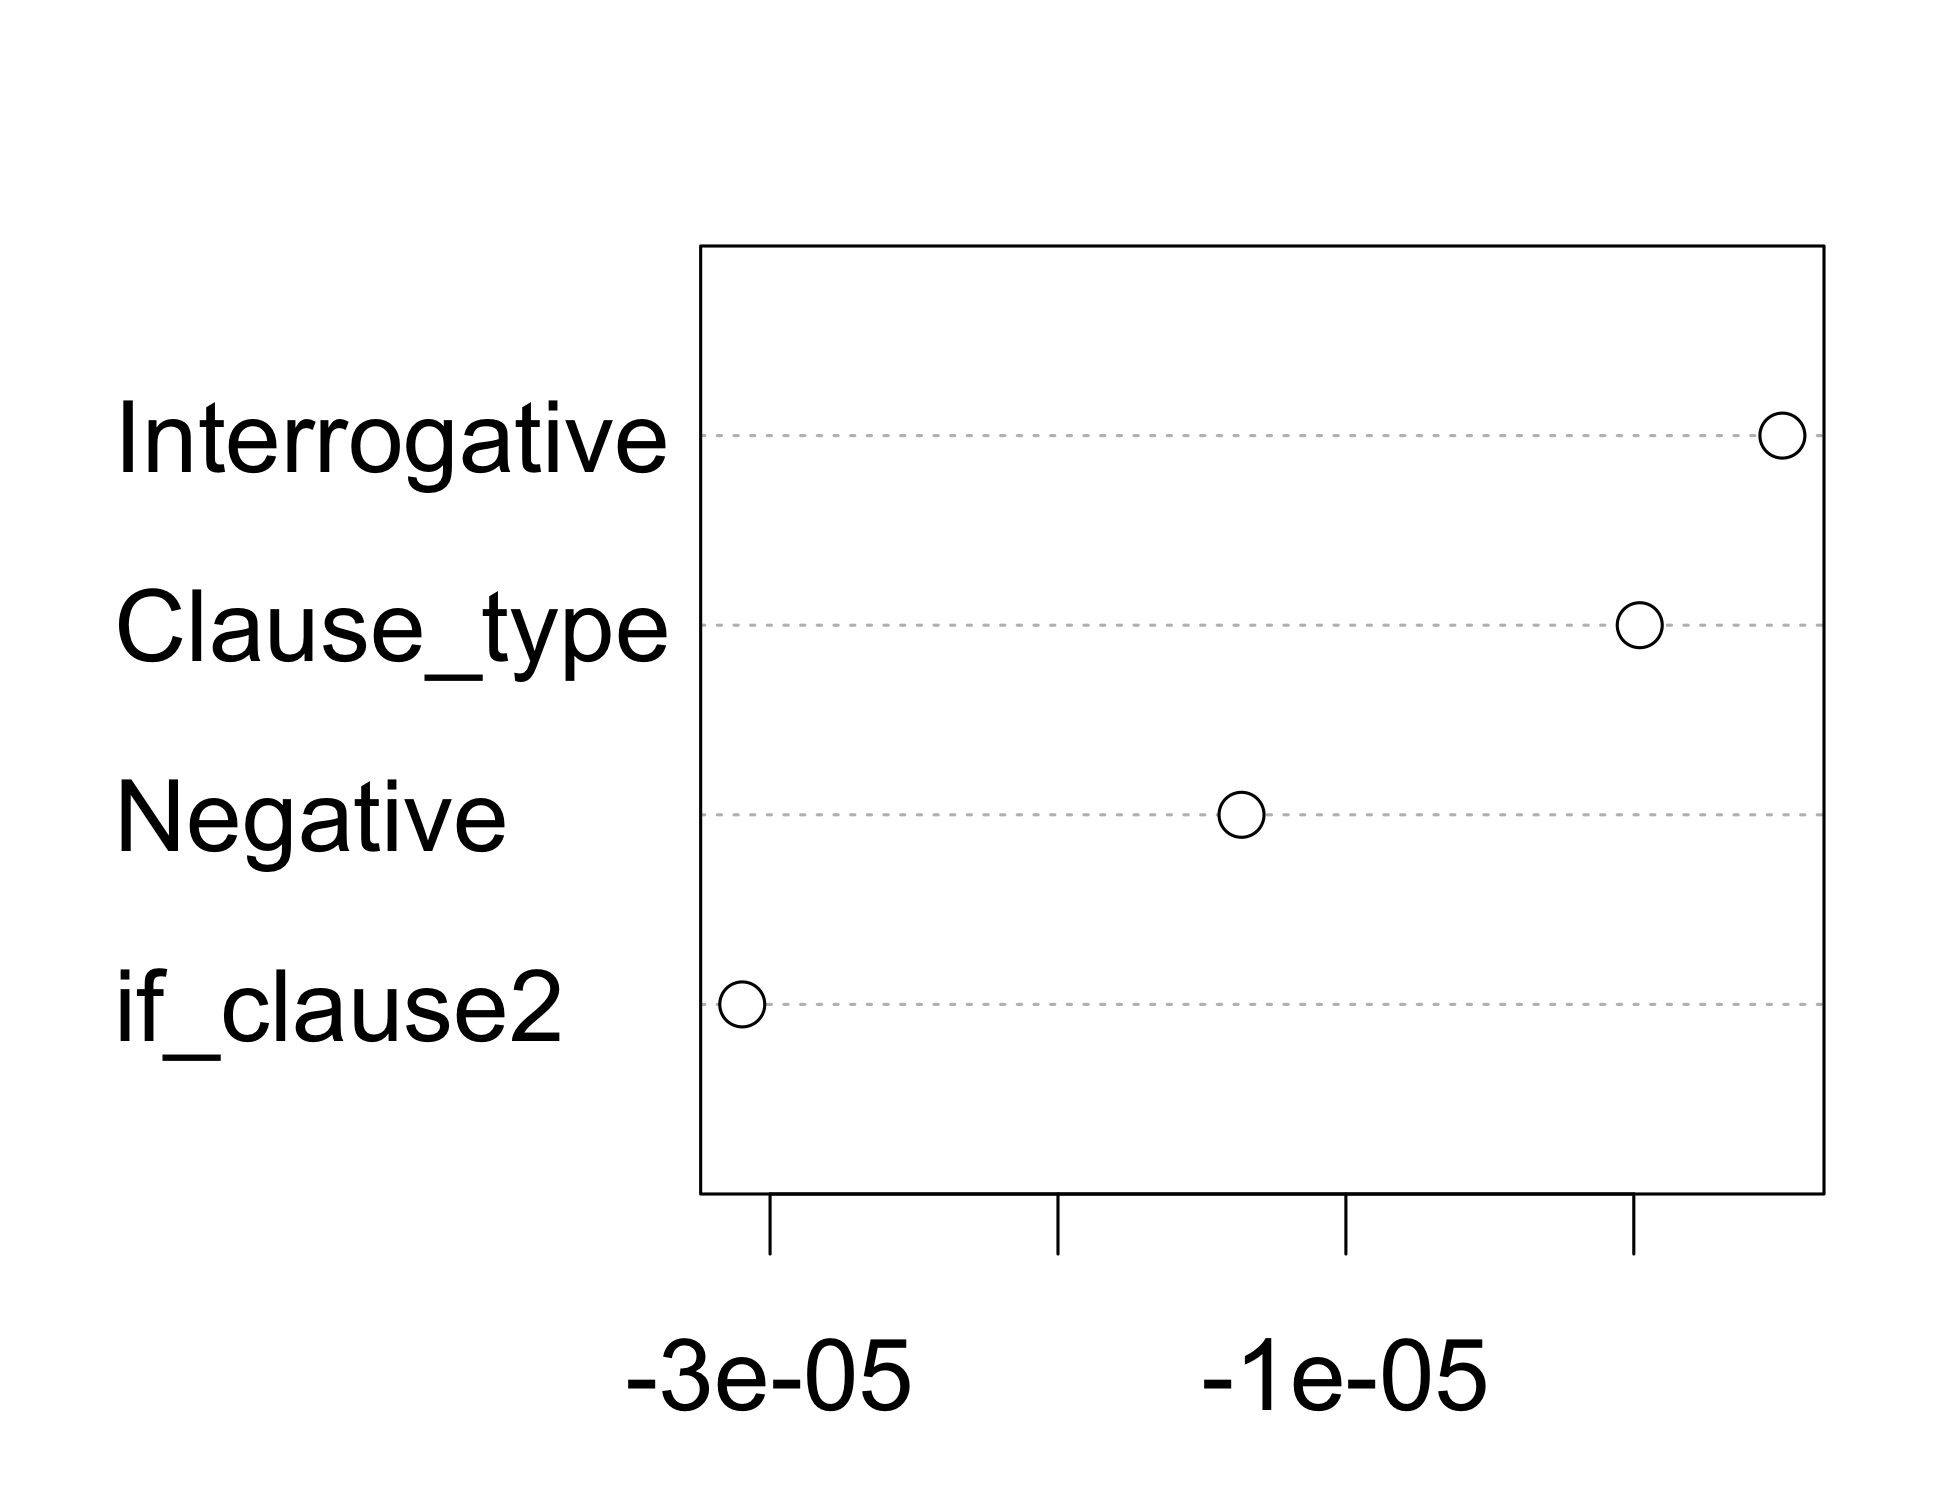 Interrogative
Clause_type
Negative
if_clause2
-3e-05
-1e-05